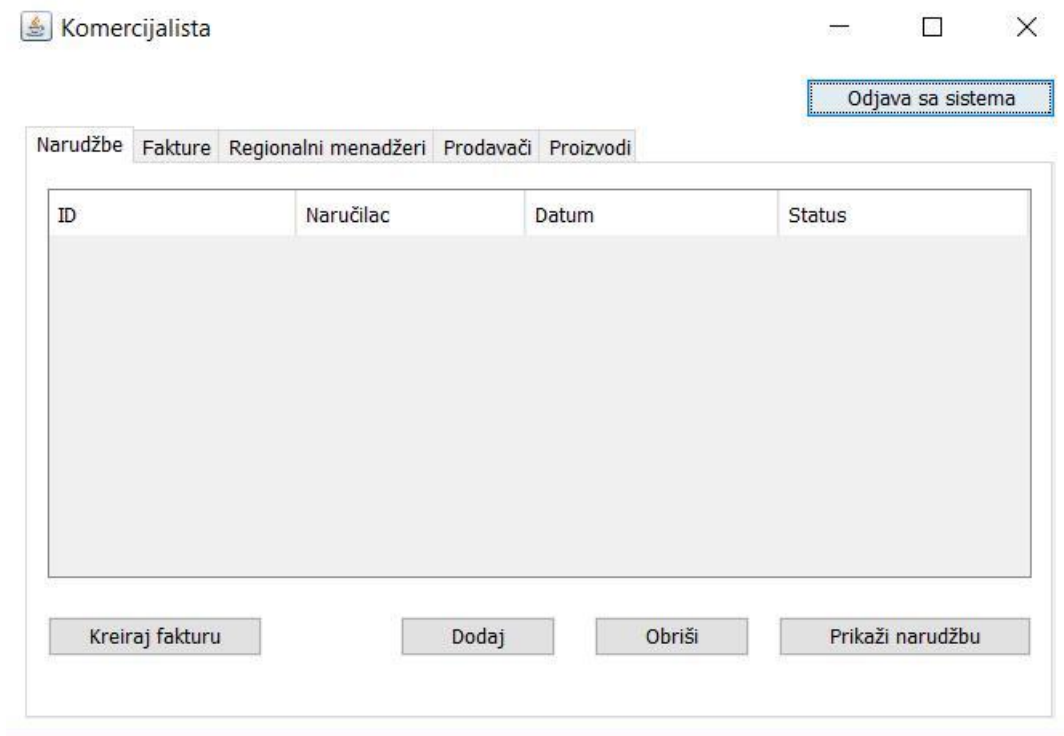 Komercijalista
Odjava sa sistema
Narudžbe Fakture Regionalni menadžeri Prodavači Proizvodi
ID Naručilac Datum Status
Kreiraj fakturu Dodaj Obriši Prikaži narudžbu